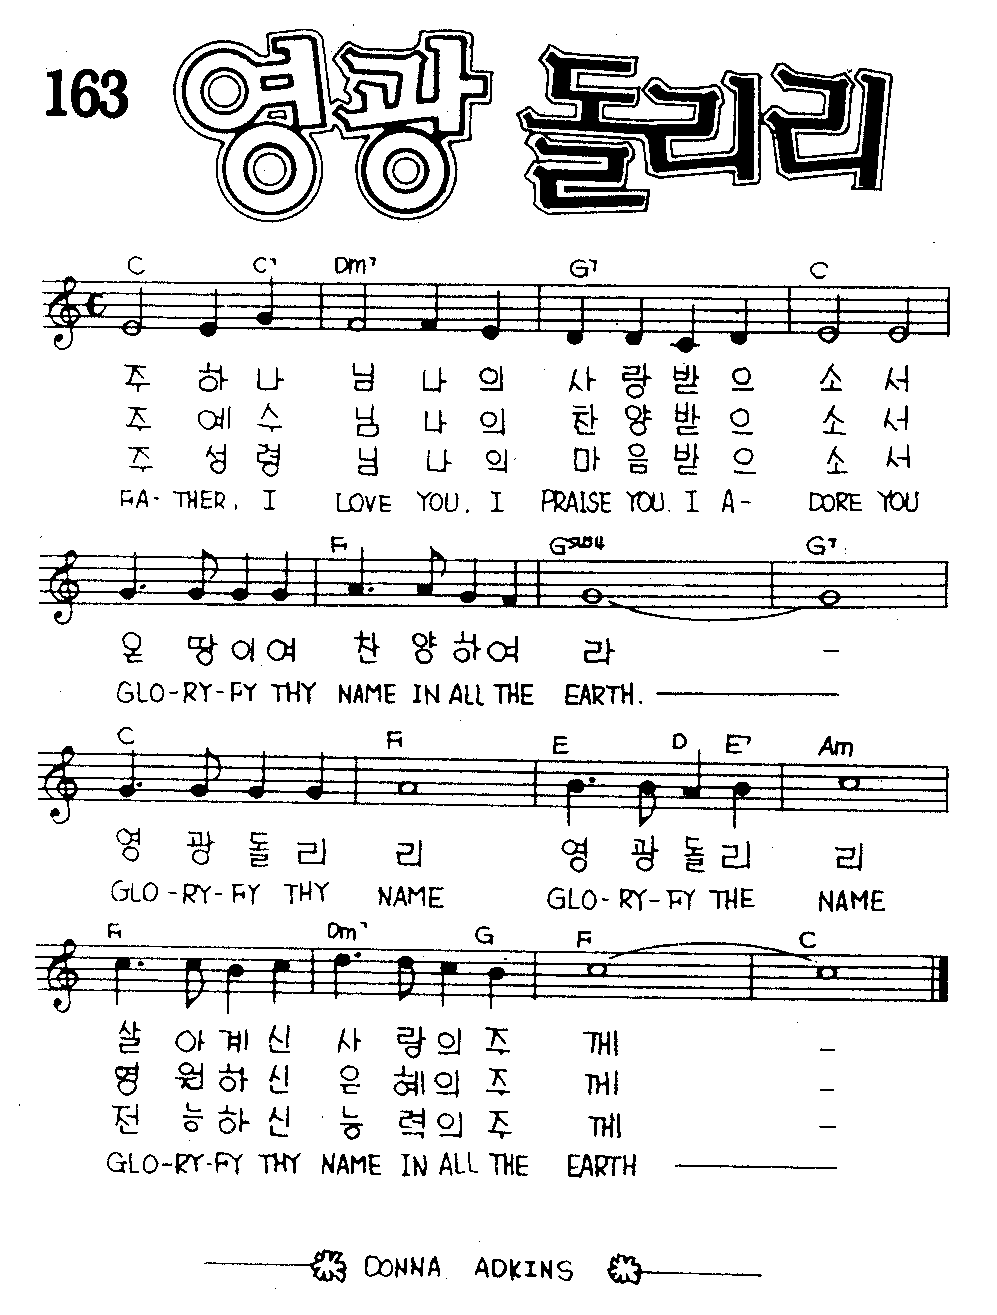 163 영광 돌리리
C C7 Dm7 G7 C
주 하 나 님 나 의 사 랑 받 으 소 서
주 예 수 님 나 의 찬 양 받 으 소 서
주 성 령 님 나 의 마 음 받 으 소 서
FA- THER, I LOVE YOU. I PRAISE YOU. I A- DORE YOU
F Gsus4 G7
온 땅 이 여 찬 양 하 여 라 -
GLO-RY-FY THY NAME IN ALL THE EARTH.
C F E D E7 Am
영 광 돌 리 리 영 광 돌 리 리
GLO-RY-FY THY NAME GLO-RY-FY THE NAME
F Dm7 G F C
살 아 계 신 사 랑 의 주 께 -
영 원 하 신 은 혜 의 주 께 -
전 능 하 신 능 력 의 주 께 -
GLO-RY-FY THY NAME IN ALL THE EARTH
DONNA ADKINS